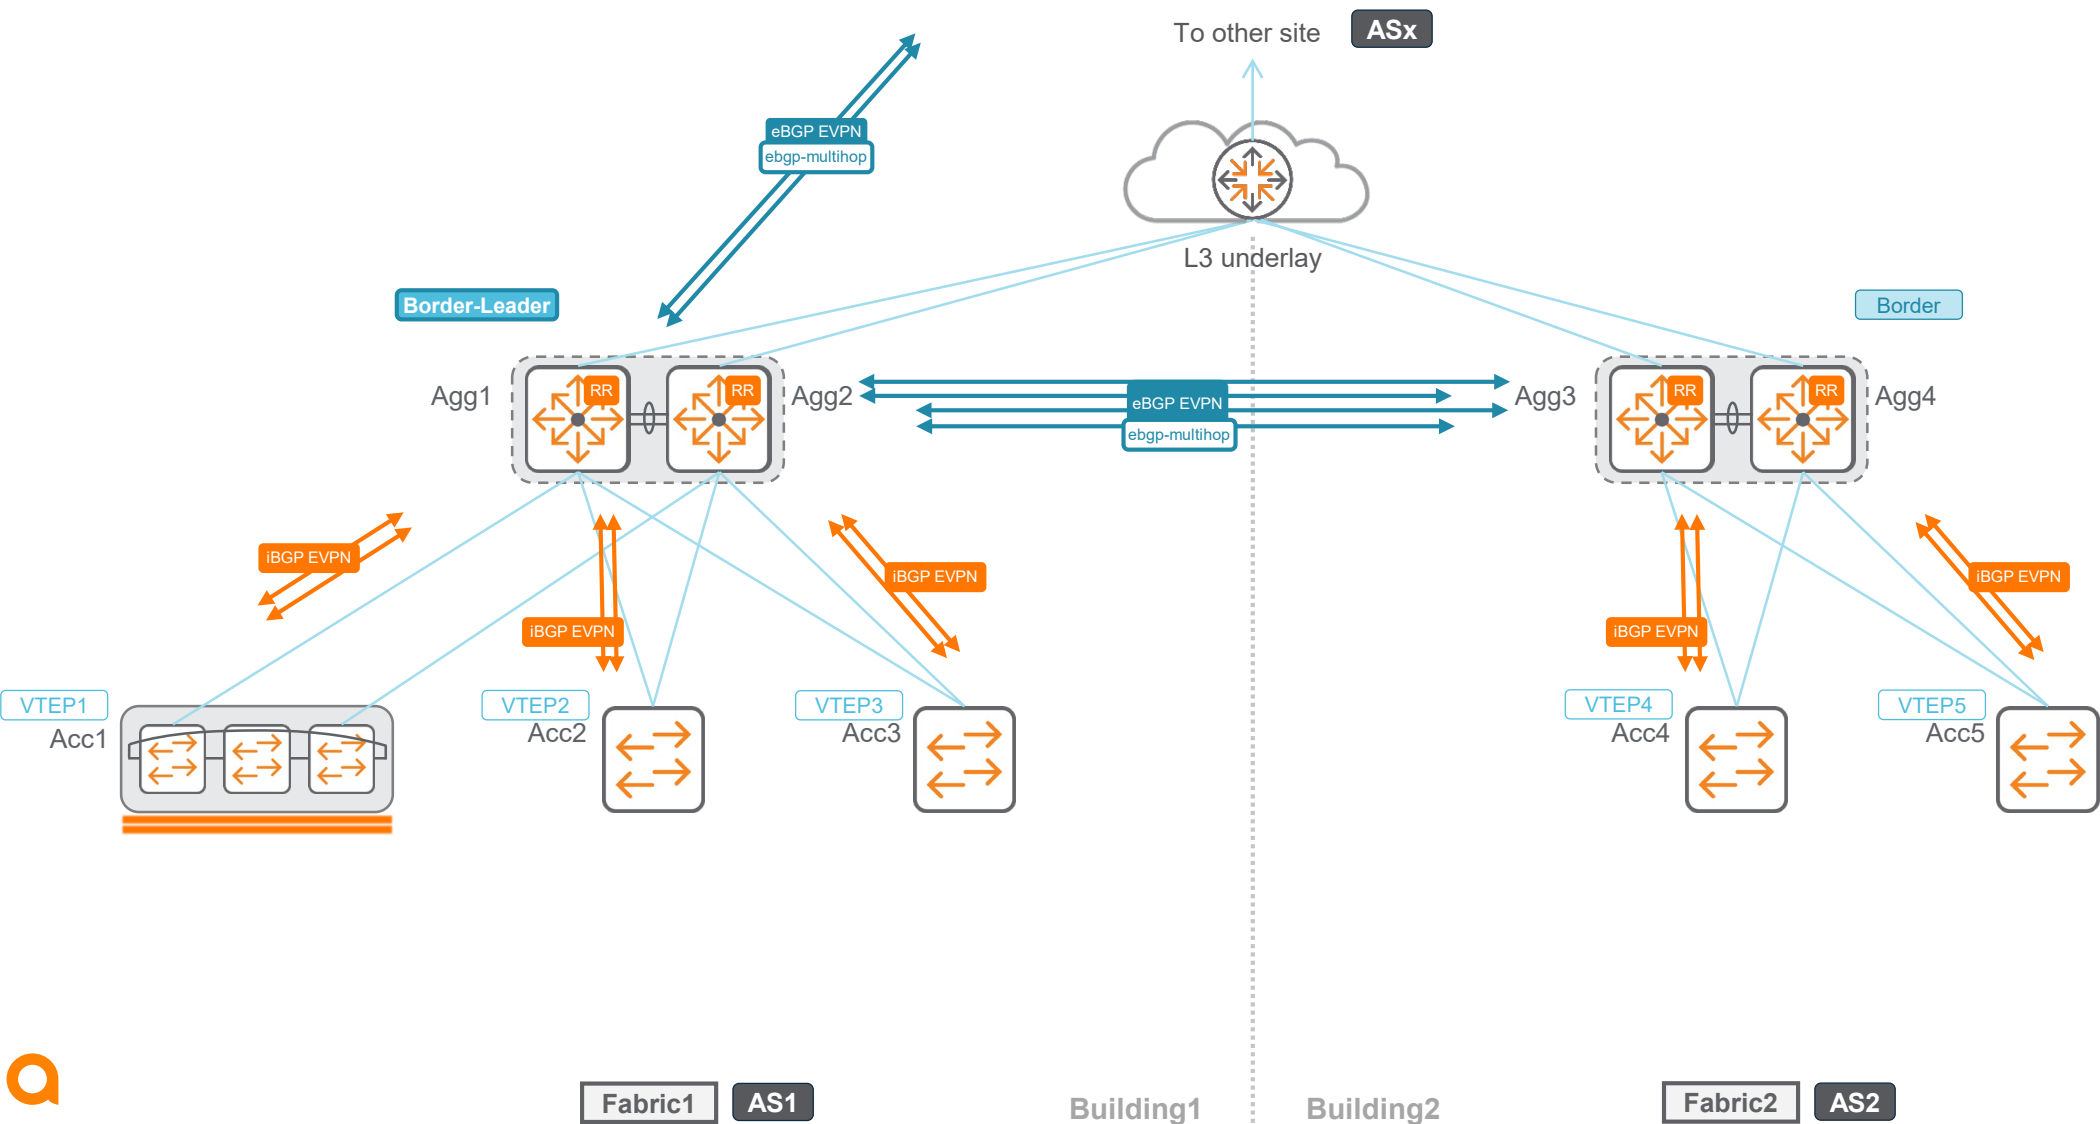 To other site
ASx
eBGP EVPN
ebgp-multihop
L3 underlay
Border-Leader
Border
Agg1
RR
RR
Agg2
eBGP EVPN
ebgp-multihop
Agg3
RR
RR
Agg4
iBGP EVPN
iBGP EVPN
iBGP EVPN
iBGP EVPN
iBGP EVPN
VTEP1
Acc1
VTEP2
Acc2
VTEP3
Acc3
VTEP4
Acc4
VTEP5
Acc5
Fabric1
AS1
Building1
Building2
Fabric2
AS2